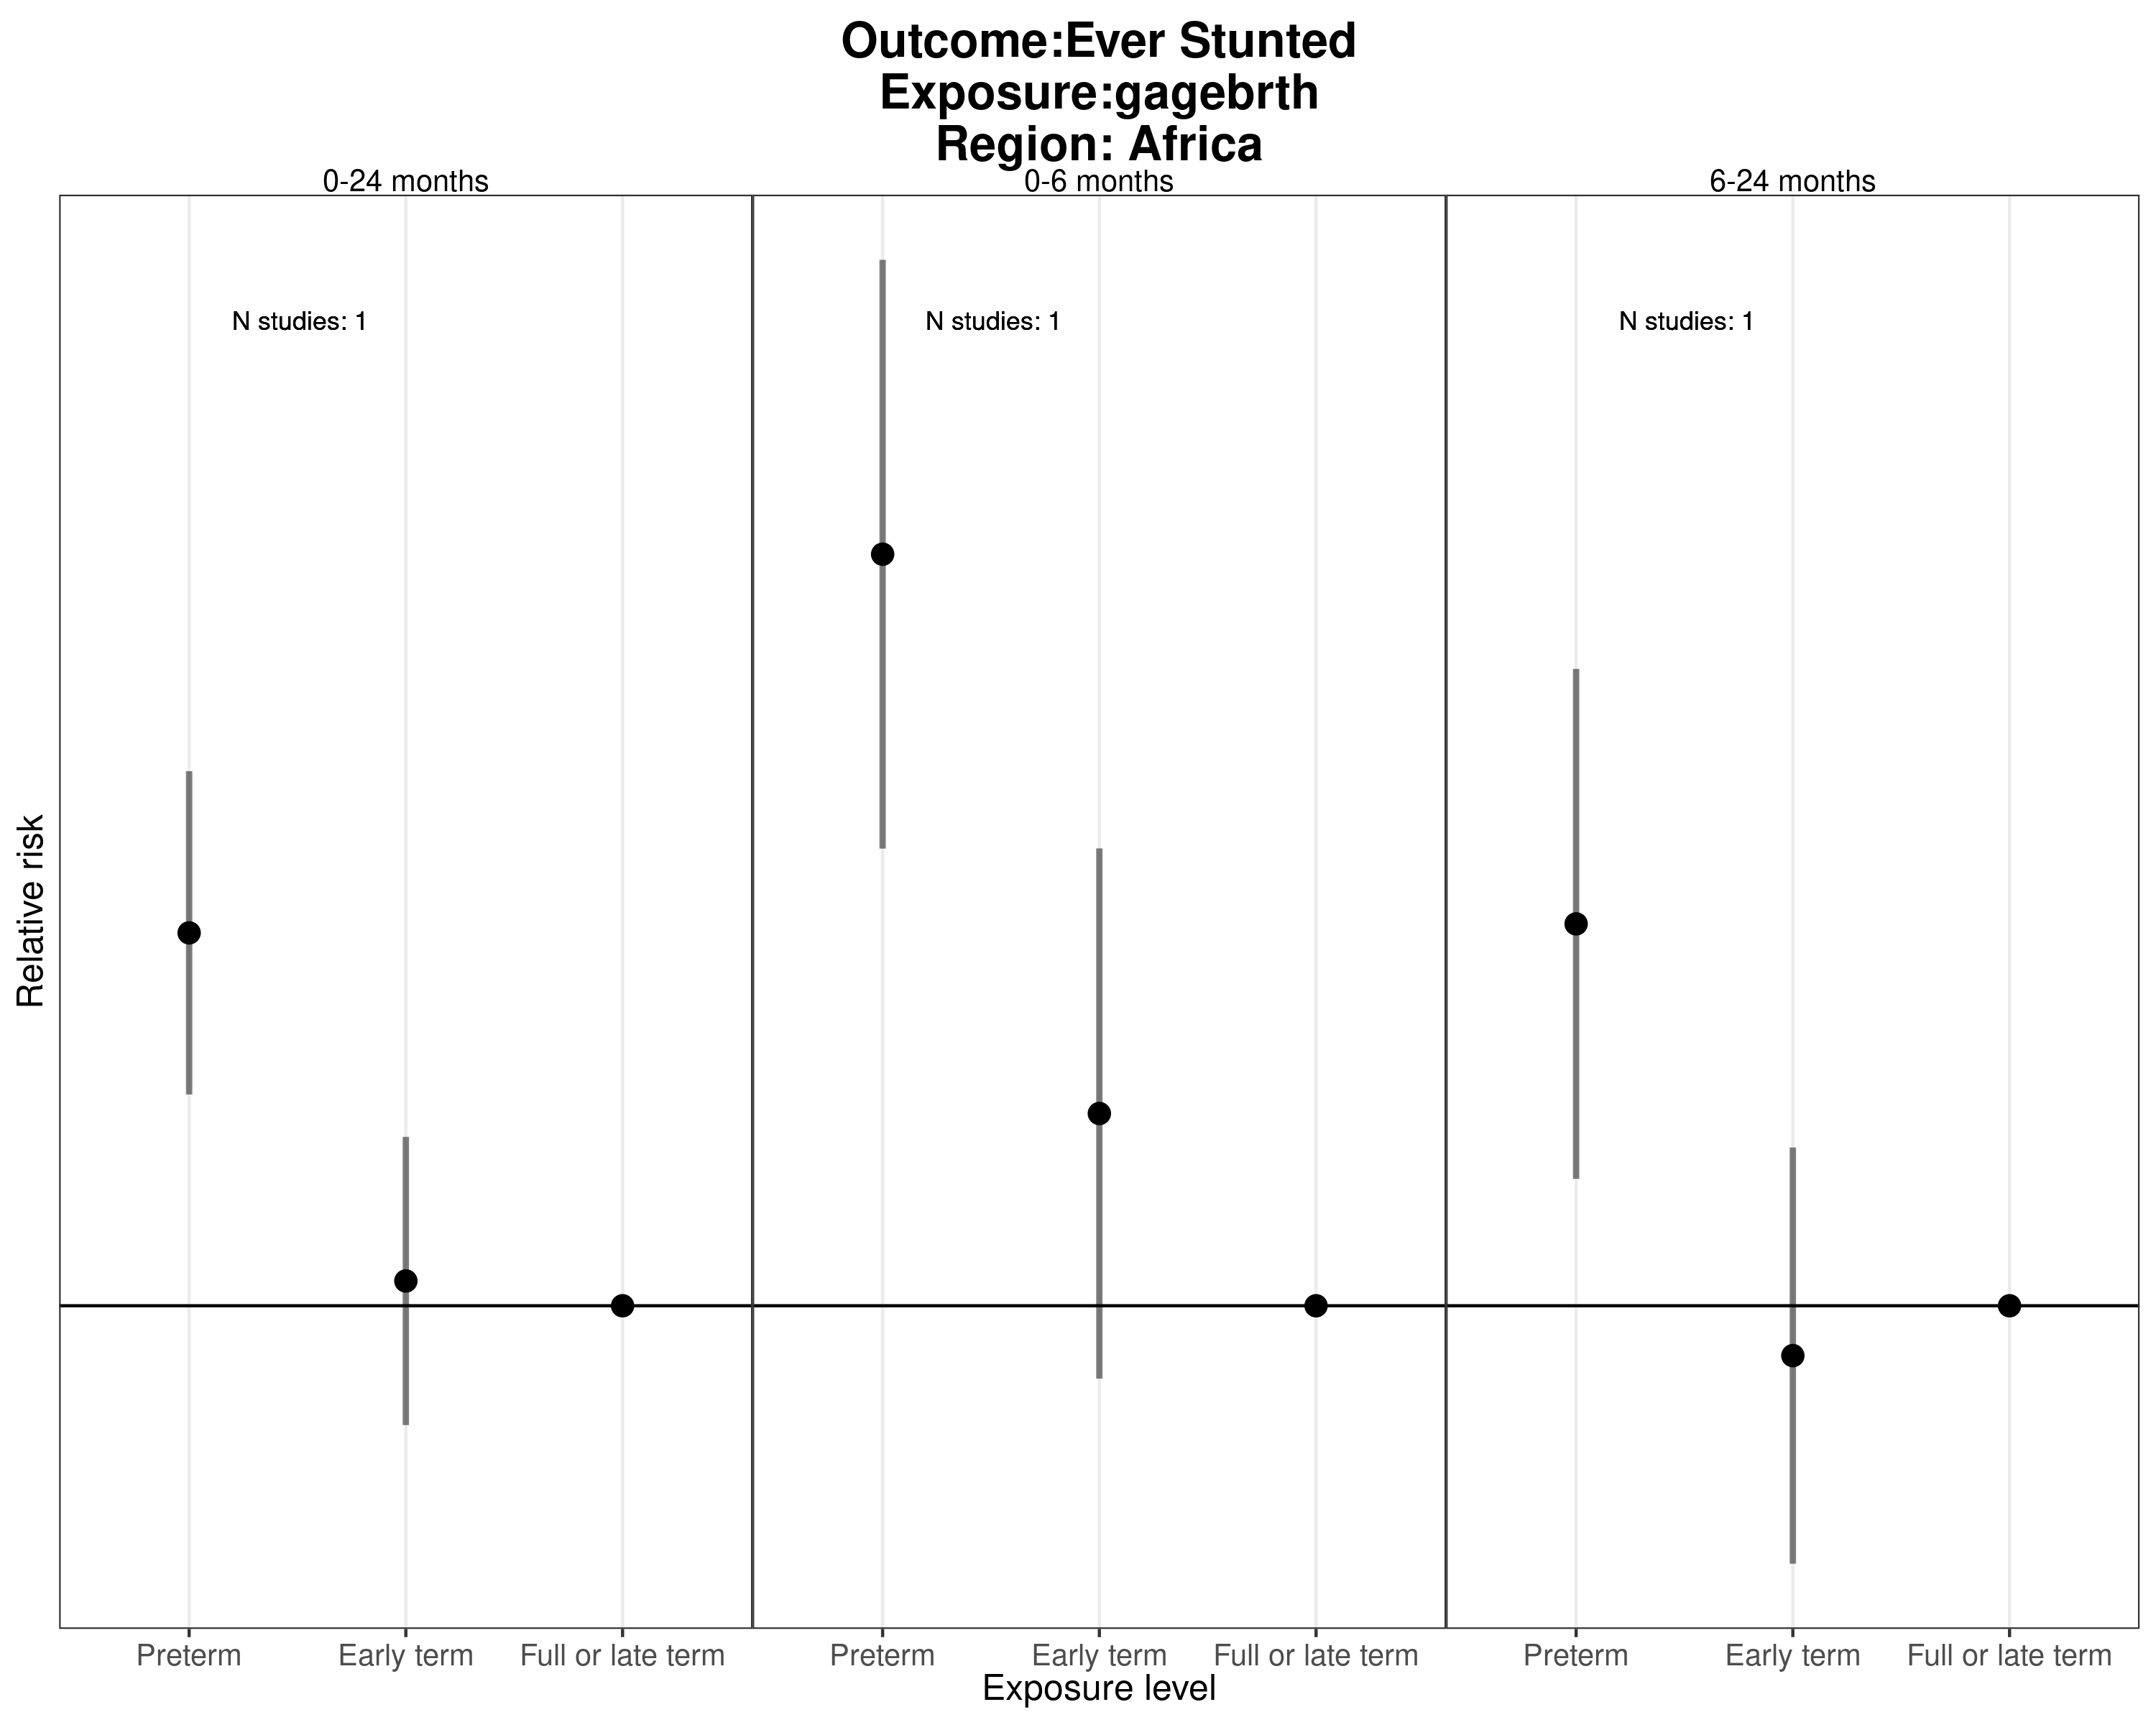 Outcome:Ever Stunted
Exposure:gagebrth
Region: Africa
0-24 months
0-6 months
6-24 months
N studies: 1
N studies: 1
N studies: 1
Relative risk
Preterm
Early term
Full or late term
Preterm
Early term
Full or late term
Preterm
Early term
Full or late term
Exposure level